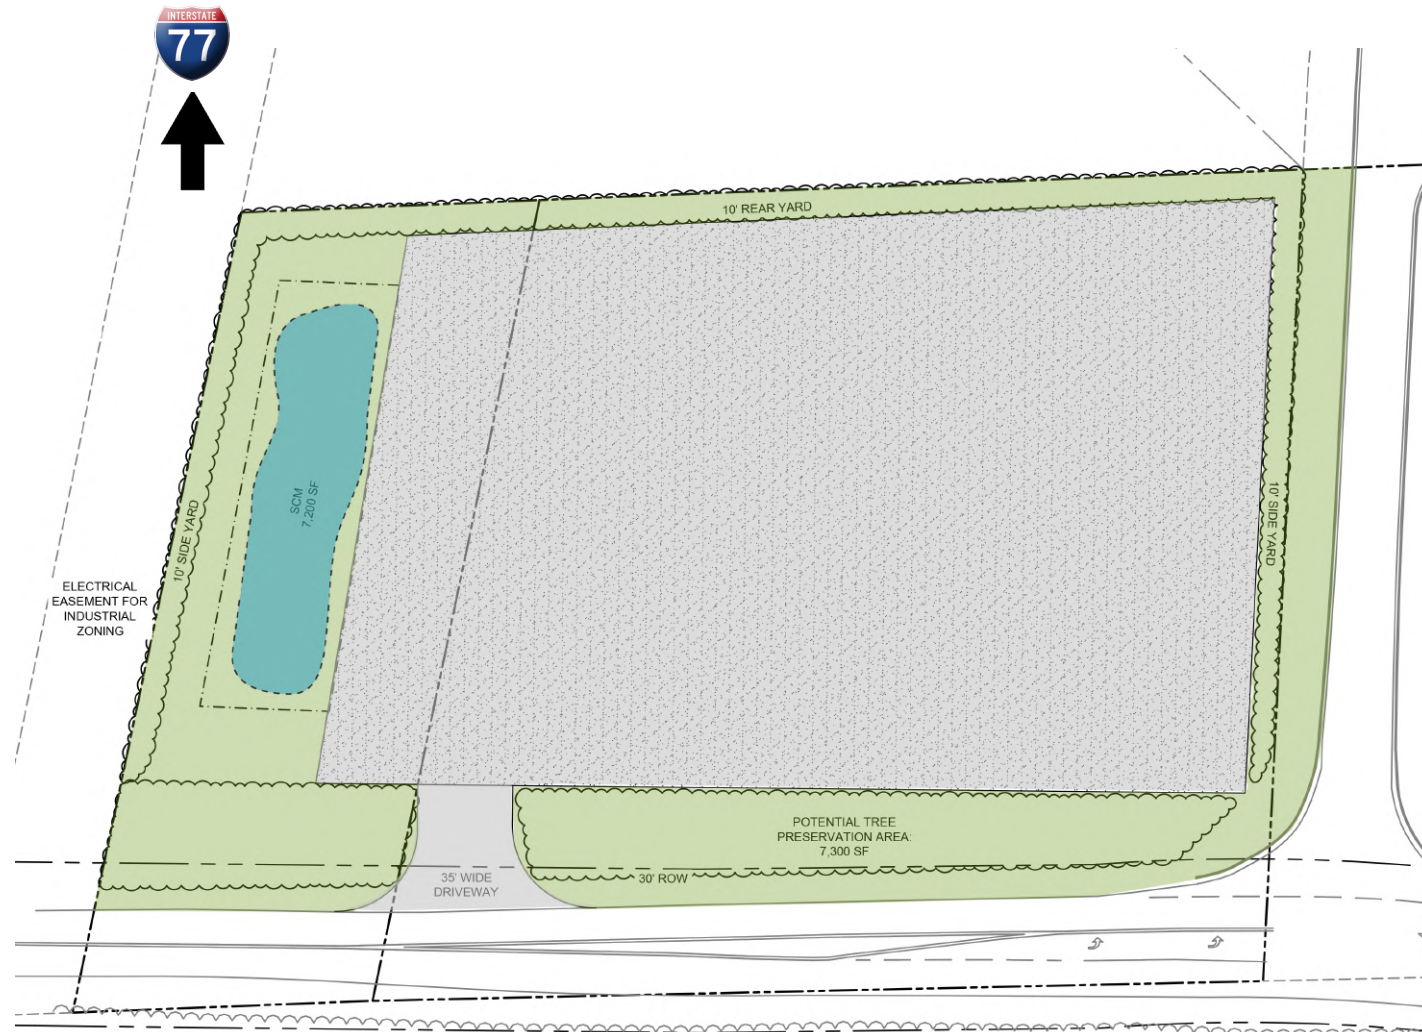 INTERSTATE
77
10' REAR YARD
SCM
7,200 SF
10' SIDE YARD
10' SIDE YARD
ELECTRICAL
EASEMENT FOR
INDUSTRIAL
ZONING
POTENTIAL TREE
PRESERVATION AREA:
7,300 SF
35' WIDE
DRIVEWAY
30' ROW